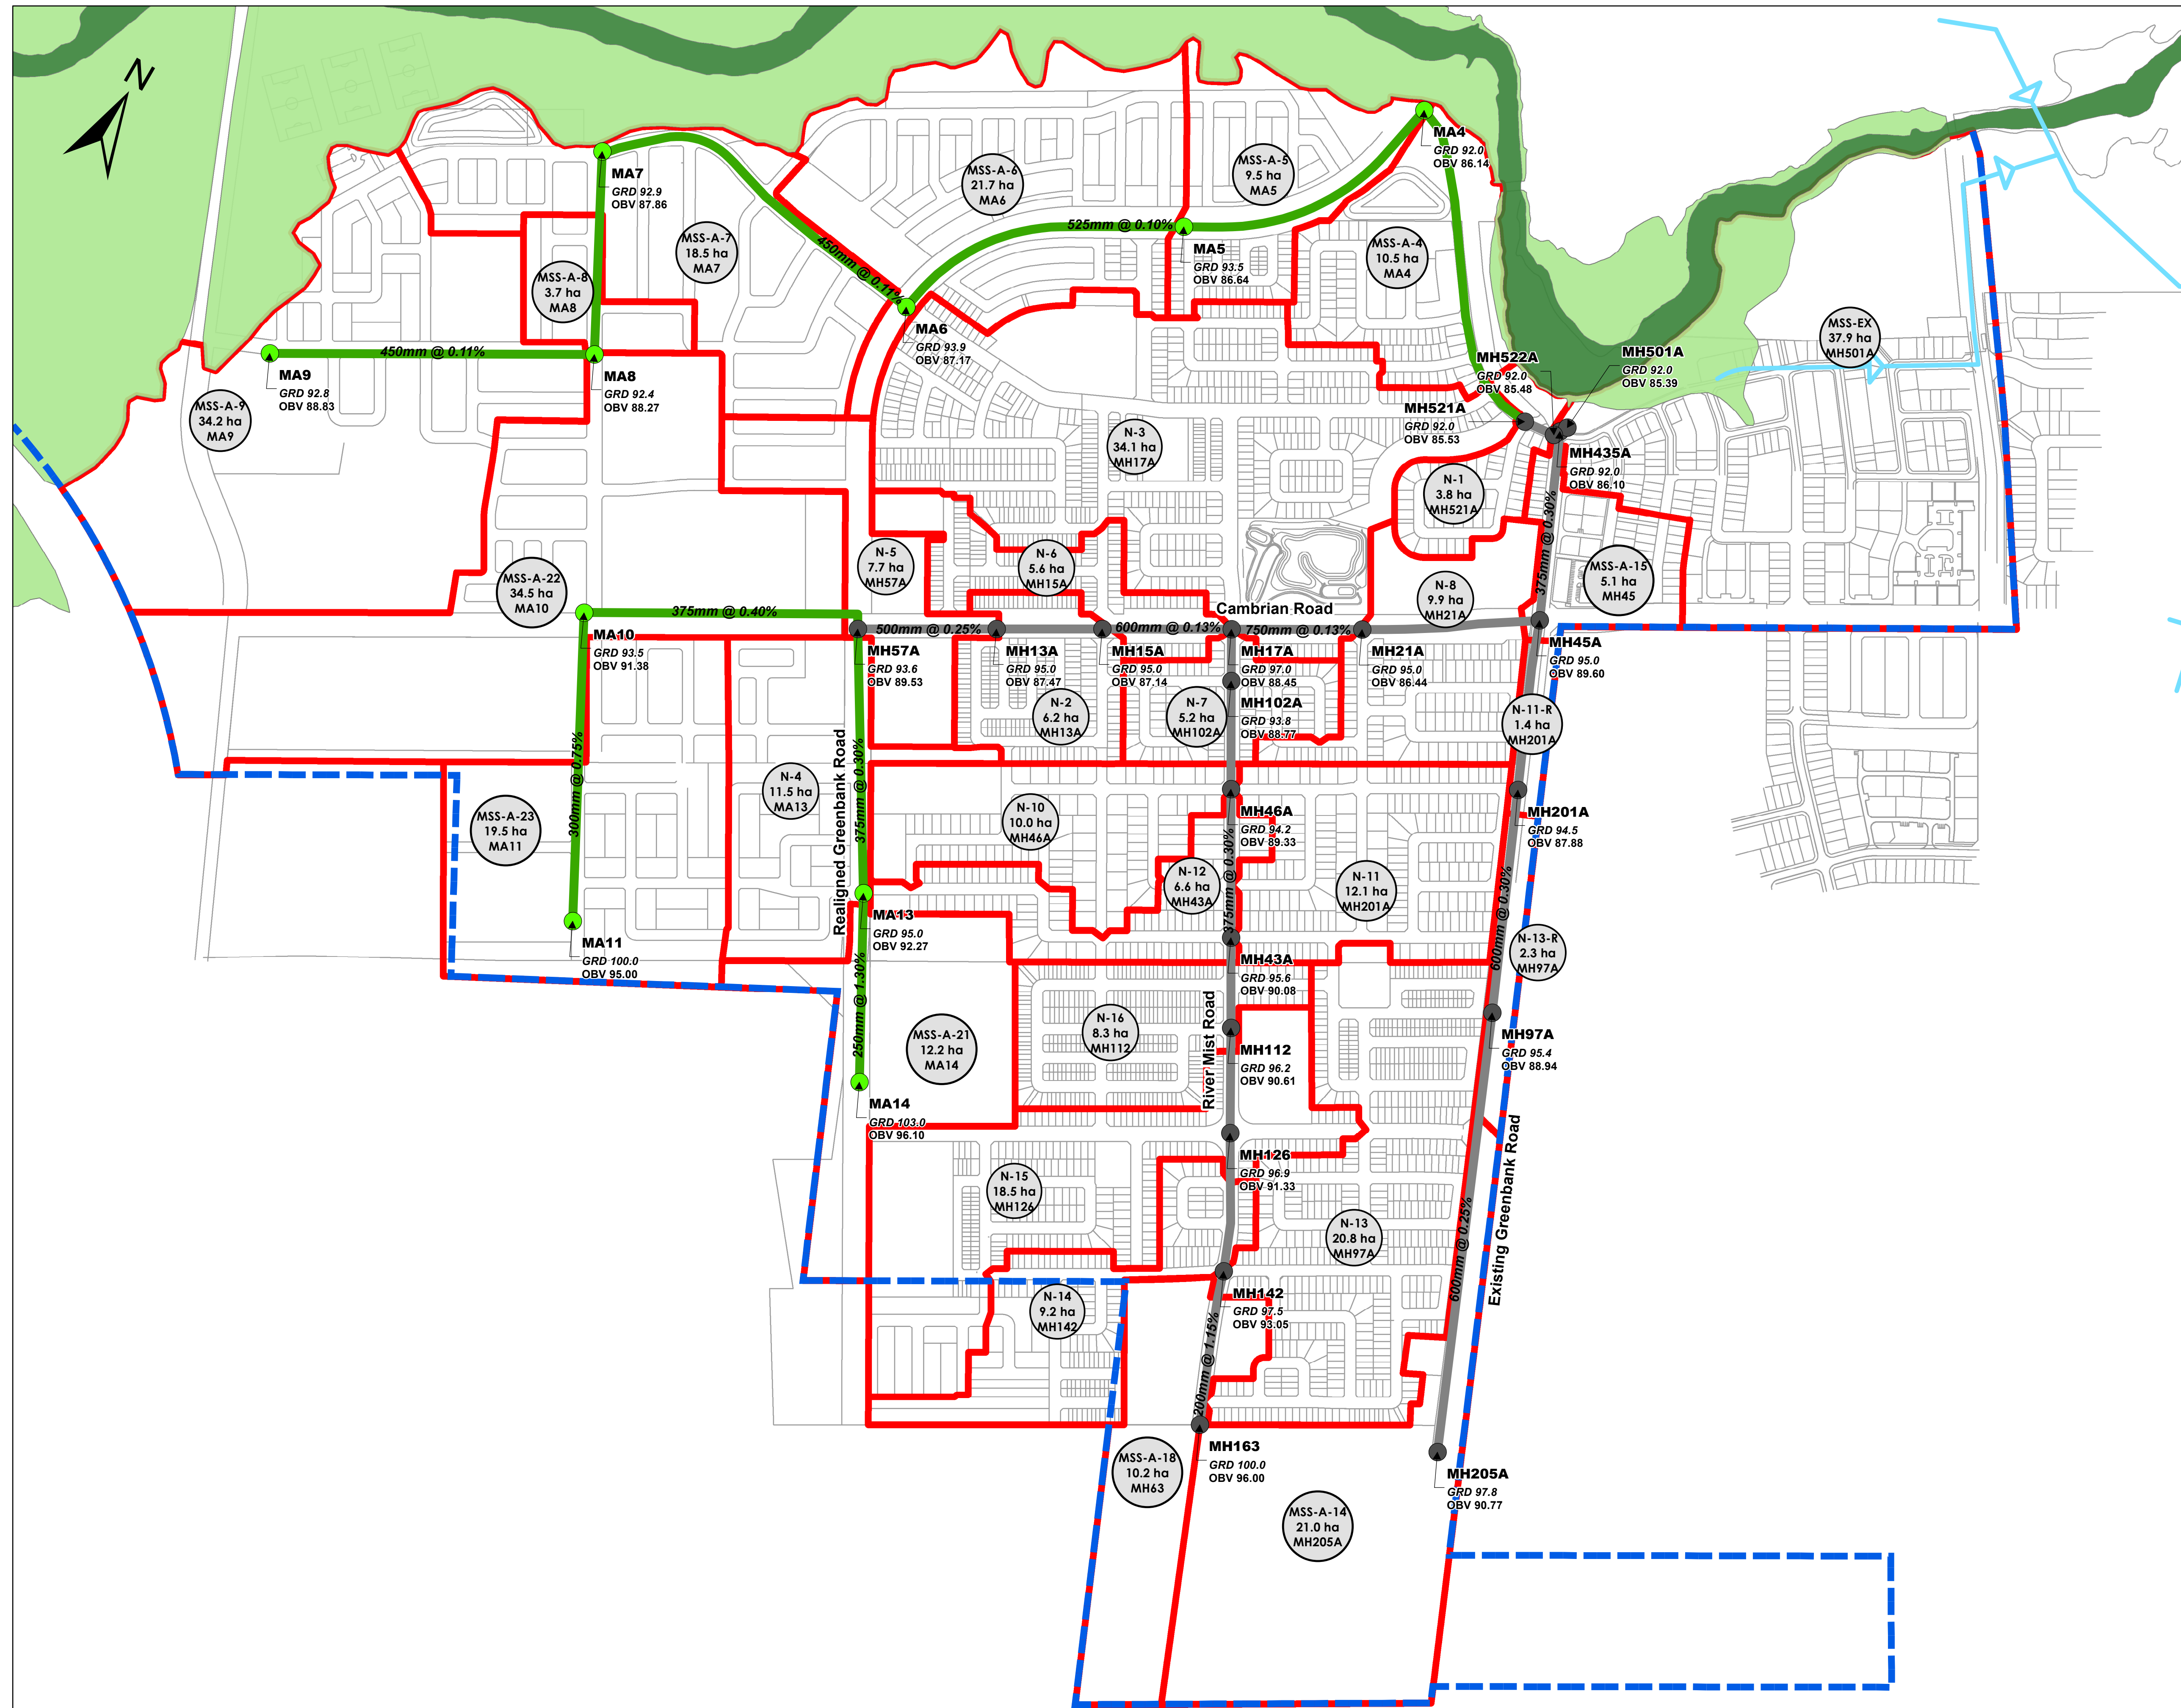 N
MA4
GRD 92.0
OBV 86.14
MSS-A-5
9.5 ha
MA5
MSS-A-6
21.7 ha
MA6
MA7
GRD 92.9
OBV 87.86
MSS-A-7
18.5 ha
MA7
525mm @ 0.10%
450mm @ 0.11%
MA5
GRD 93.5
OBV 86.64
MSS-A-4
10.5 ha
MA4
MSS-A-8
3.7 ha
MA8
MA6
GRD 93.9
OBV 87.17
MSS-EX
37.9 ha
MH501A
MH522A
GRD 92.0
OBV 85.48
MH501A
GRD 92.0
OBV 85.39
450mm @ 0.11%
MA9
GRD 92.8
OBV 88.83
MA8
GRD 92.4
OBV 88.27
MSS-A-9
34.2 ha
MA9
MH521A
GRD 92.0
OBV 85.53
N-3
34.1 ha
MH17A
MH435A
GRD 92.0
OBV 86.10
N-1
3.8 ha
MH521A
375mm @ 0.30%
N-5
7.7 ha
MH57A
N-6
5.6 ha
MH15A
MSS-A-15
5.1 ha
MH45
MSS-A-22
34.5 ha
MA10
N-8
9.9 ha
MH21A
375mm @ 0.40%
Cambrian Road
500mm @ 0.25%
600mm @ 0.13%
750mm @ 0.13%
MA10
GRD 93.5
OBV 91.38
MH57A
GRD 93.6
OBV 89.53
MH13A
GRD 95.0
OBV 87.47
MH15A
GRD 95.0
OBV 87.14
MH17A
GRD 97.0
OBV 88.45
MH21A
GRD 95.0
OBV 86.44
MH45A
GRD 95.0
OBV 89.60
N-2
6.2 ha
MH13A
N-7
5.2 ha
MH102A
MH102A
GRD 93.8
OBV 88.77
N-11-R
1.4 ha
MH201A
300mm @ 0.75%
Realigned Greenbank Road
375mm @ 0.30%
N-4
11.5 ha
MA13
MSS-A-23
19.5 ha
MA11
N-10
10.0 ha
MH46A
MH46A
GRD 94.2
OBV 89.33
MH201A
GRD 94.5
OBV 87.88
375mm @ 0.30%
N-12
6.6 ha
MH43A
N-11
12.1 ha
MH201A
600mm @ 0.30%
MA13
GRD 95.0
OBV 92.27
MA11
GRD 100.0
OBV 95.00
N-13-R
2.3 ha
MH97A
MH43A
GRD 95.6
OBV 90.08
250mm @ 1.30%
MSS-A-21
12.2 ha
MA14
N-16
8.3 ha
MH112
River Mist Road
MH112
GRD 96.2
OBV 90.61
MH97A
GRD 95.4
OBV 88.94
MA14
GRD 103.0
OBV 96.10
MH126
GRD 96.9
OBV 91.33
N-15
18.5 ha
MH126
N-13
20.8 ha
MH97A
600mm @ 0.25%
Existing Greenbank Road
N-14
9.2 ha
MH142
MH142
GRD 97.5
OBV 93.05
200mm @ 1.15%
MH163
GRD 100.0
OBV 96.00
MSS-A-18
10.2 ha
MH63
MH205A
GRD 97.8
OBV 90.77
MSS-A-14
21.0 ha
MH205A